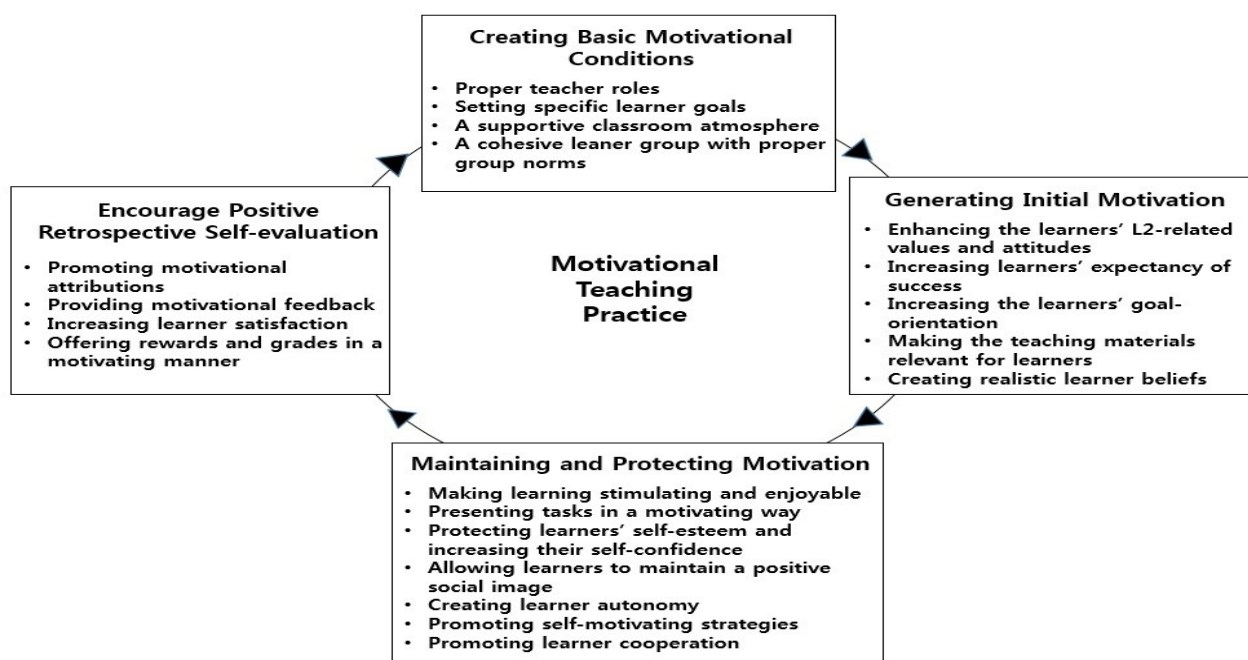 Creating Basic Motivational
Conditions
• Proper teacher roles
• Setting specific learner goals
• A supportive classroom atmosphere
• A cohesive leaner group with proper
group norms
Generating Initial Motivation
• Enhancing the learners’ L2-related
values and attitudes
• Increasing learners’ expectancy of
success
• Increasing the learners’ goal-
orientation
• Making the teaching materials
relevant for learners
• Creating realistic learner beliefs
Maintaining and Protecting Motivation
• Making learning stimulating and enjoyable
• Presenting tasks in a motivating way
• Protecting learners’ self-esteem and
increasing their self-confidence
• Allowing learners to maintain a positive
social image
• Creating learner autonomy
• Promoting self-motivating strategies
• Promoting learner cooperation
Encourage Positive
Retrospective Self-evaluation
• Promoting motivational
attributions
• Providing motivational feedback
• Increasing learner satisfaction
• Offering rewards and grades in a
motivating manner
Motivational
Teaching
Practice